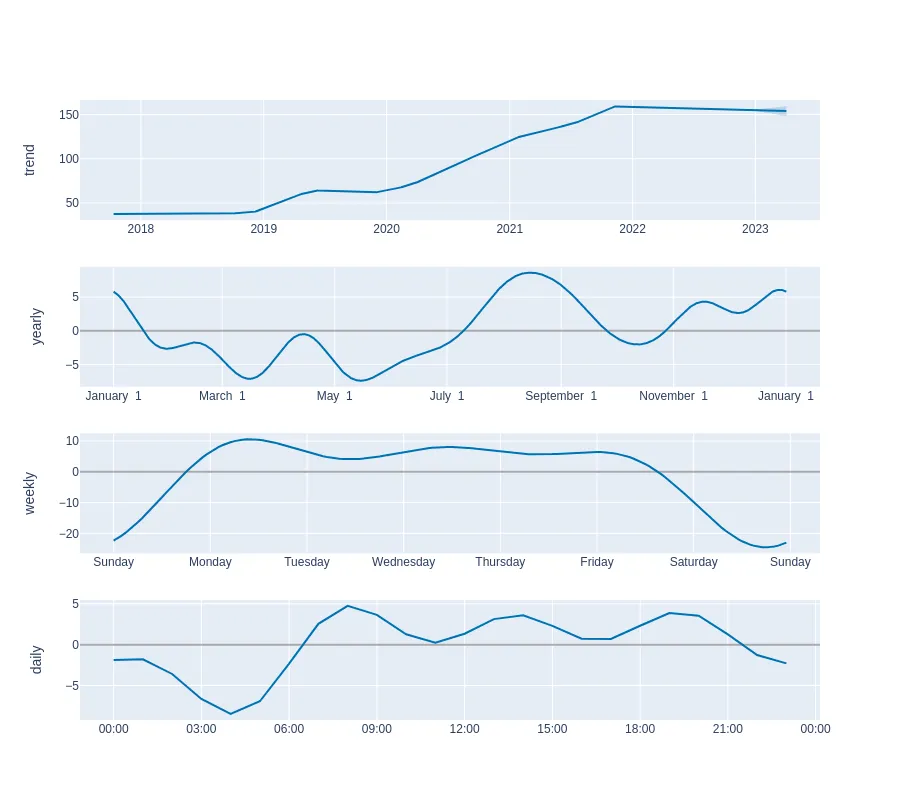 trend
150
100
50
2018 2019 2020 2021 2022 2023
yearly
5
0
−5
January 1 March 1 May 1 July 1 September 1 November 1 January 1
weekly
10
0
−10
−20
Sunday Monday Tuesday Wednesday Thursday Friday Saturday Sunday
daily
5
0
−5
00:00 03:00 06:00 09:00 12:00 15:00 18:00 21:00 00:00